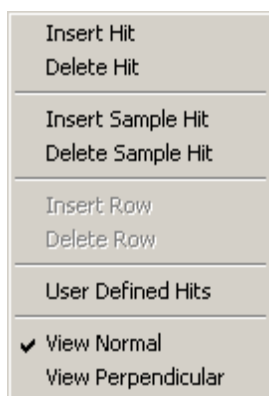 Insert Hit
Delete Hit
Insert Sample Hit
Delete Sample Hit
Insert Row
Delete Row
User Defined Hits
View Normal
View Perpendicular